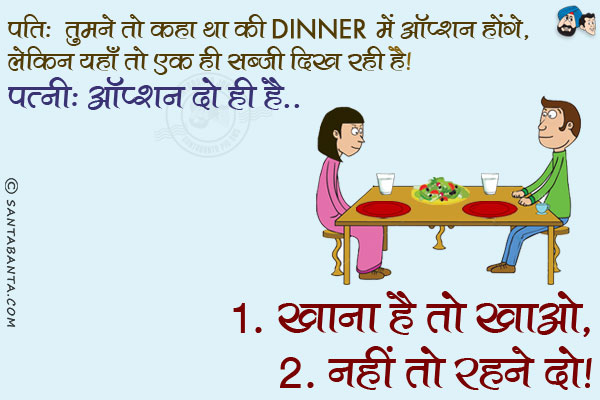 पतिः तुमने तो कहा था की DINNER में ऑप्शन होंगे,
लेकिन यहाँ तो एक ही सब्जी दिख रही है!
पत्नीः ऑप्शन दो ही है..
© SANTABANTA.COM
1. खाना है तो खाओ,
2. नहीं तो रहने दो!